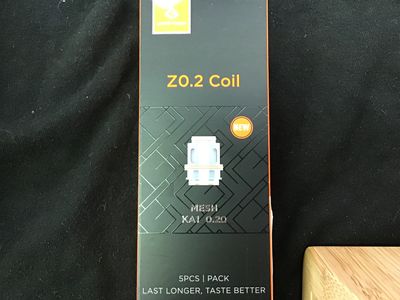 Z0.2 Coil
NEW
MESH
KA1 0.2Ω
5PCS | PACK
LAST LONGER, TASTE BETTER